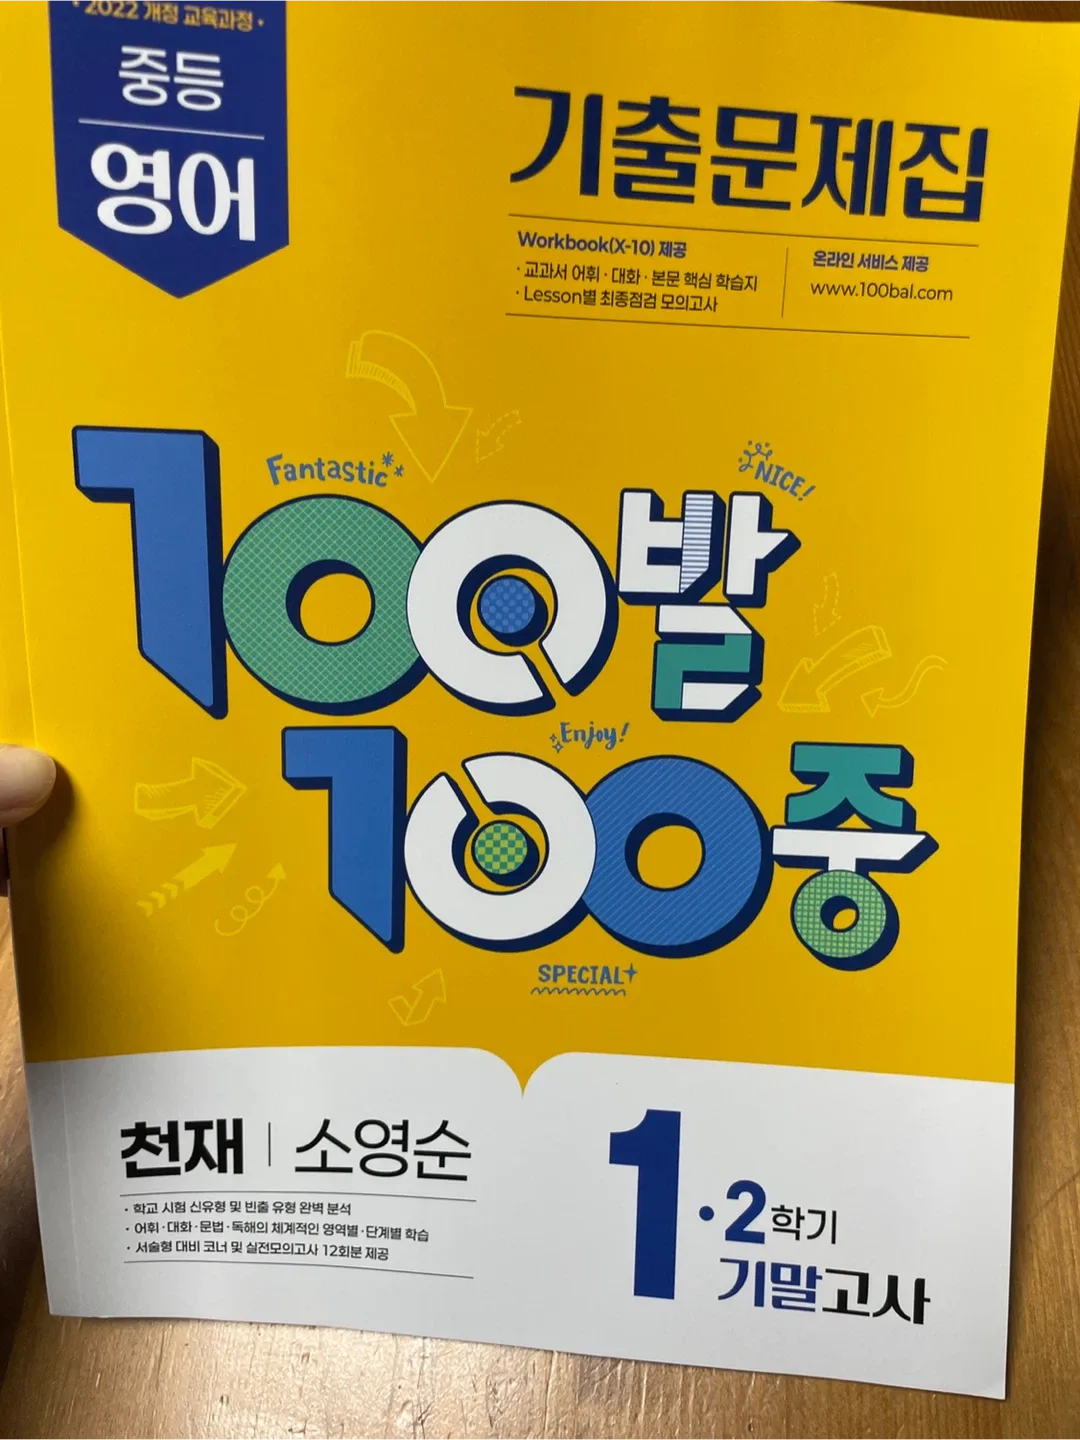 · 2022 개정 교육과정 ·
중등
영어
기출문제집
Workbook(X-10) 제공
· 교과서 어휘 · 대화 · 본문 핵심 학습지
· Lesson별 최종점검 모의고사
온라인 서비스 제공
www.100bal.com
Fantastic
NICE!
100발
Enjoy!
100중
SPECIAL
천재 | 소영순
· 학교 시험 신유형 및 빈출 유형 완벽 분석
· 어휘 · 대화 · 문법 · 독해의 체계적인 영역별 · 단계별 학습
· 서술형 대비 코너 및 실전모의고사 12회분 제공
1·2학기
기말고사